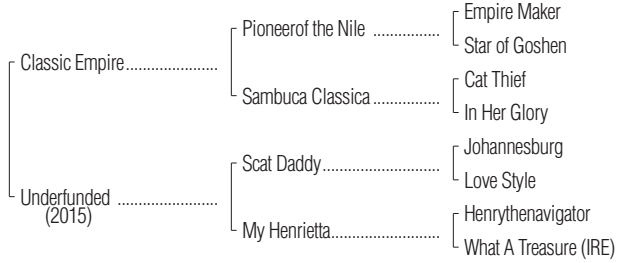 Empire Maker
Pioneerof the Nile ................
Star of Goshen
Classic Empire......................
Cat Thief
Sambuca Classica................
In Her Glory
Johannesburg
Scat Daddy............................
Love Style
Underfunded ........................
(2015)
Henrythenavigator
My Henrietta..........................
What A Treasure (IRE)